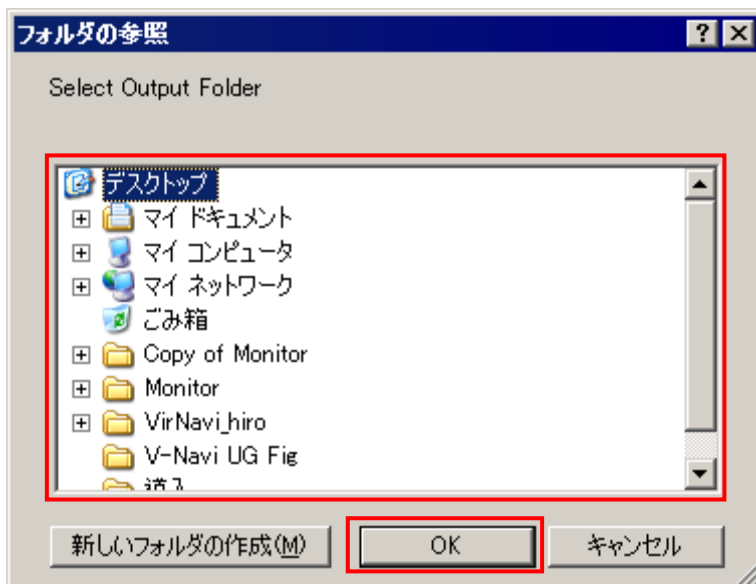 フォルダの参照
Select Output Folder
デスクトップ
マイ ドキュメント
マイ コンピュータ
マイ ネットワーク
ごみ箱
Copy of Monitor
Monitor
VirNavi_hiro
V-Navi UG Fig
導入
新しいフォルダの作成(M) OK キャンセル